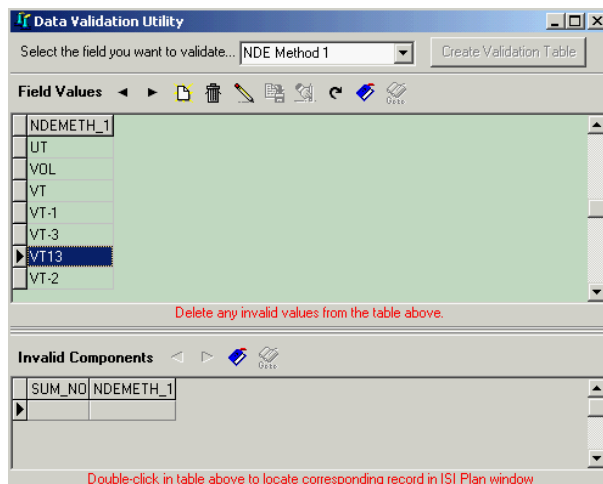 Data Validation Utility
Select the field you want to validate... NDE Method 1 Create Validation Table
Field Values
Goto
NDEMETH_1
UT
VOL
VT
VT-1
VT-3
VT13
VT-2
Delete any invalid values from the table above.
Invalid Components
Goto
SUM_NO NDEMETH_1
Double-click in table above to locate corresponding record in ISI Plan window